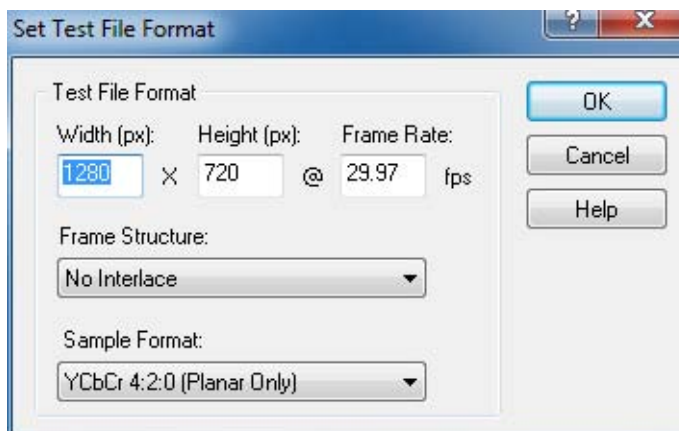 Set Test File Format
? X
Test File Format
OK
Width (px): Height (px): Frame Rate:
1280 X 720 @ 29.97 fps
Cancel
Help
Frame Structure:
No Interlace
Sample Format:
YCbCr 4:2:0 (Planar Only)